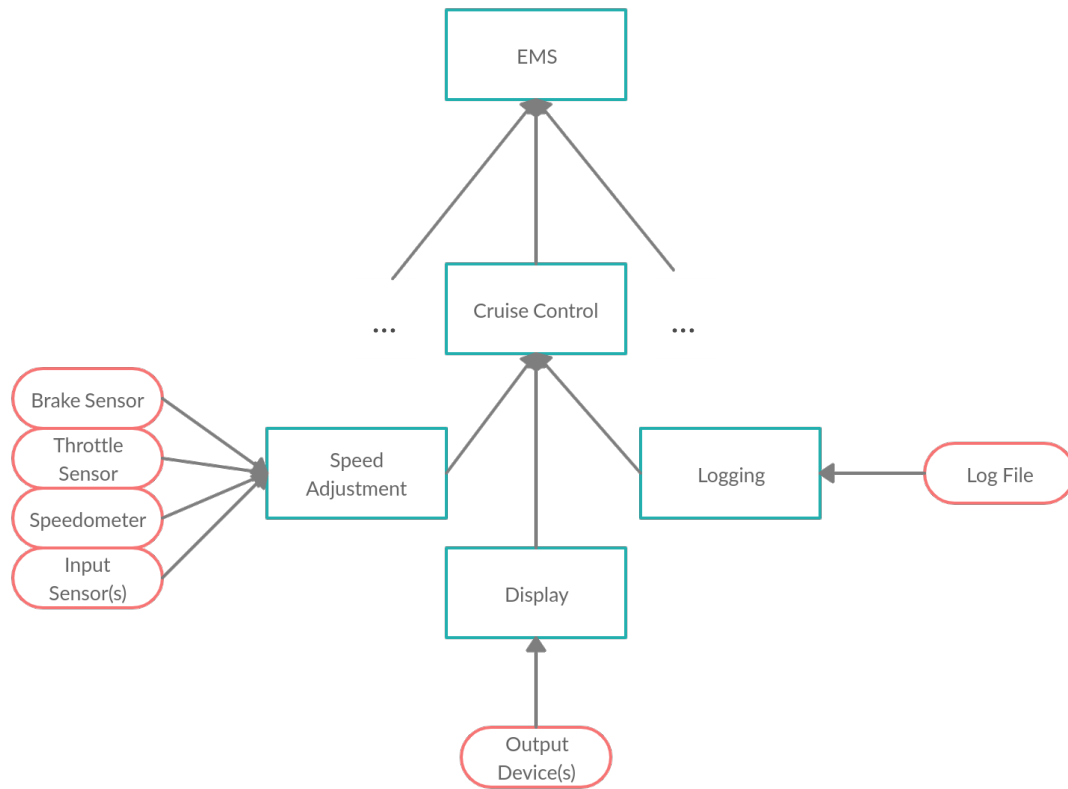 EMS
Cruise Control
...
...
Brake Sensor
Throttle
Sensor
Speedometer
Input
Sensor(s)
Speed
Adjustment
Logging
Log File
Display
Output
Device(s)